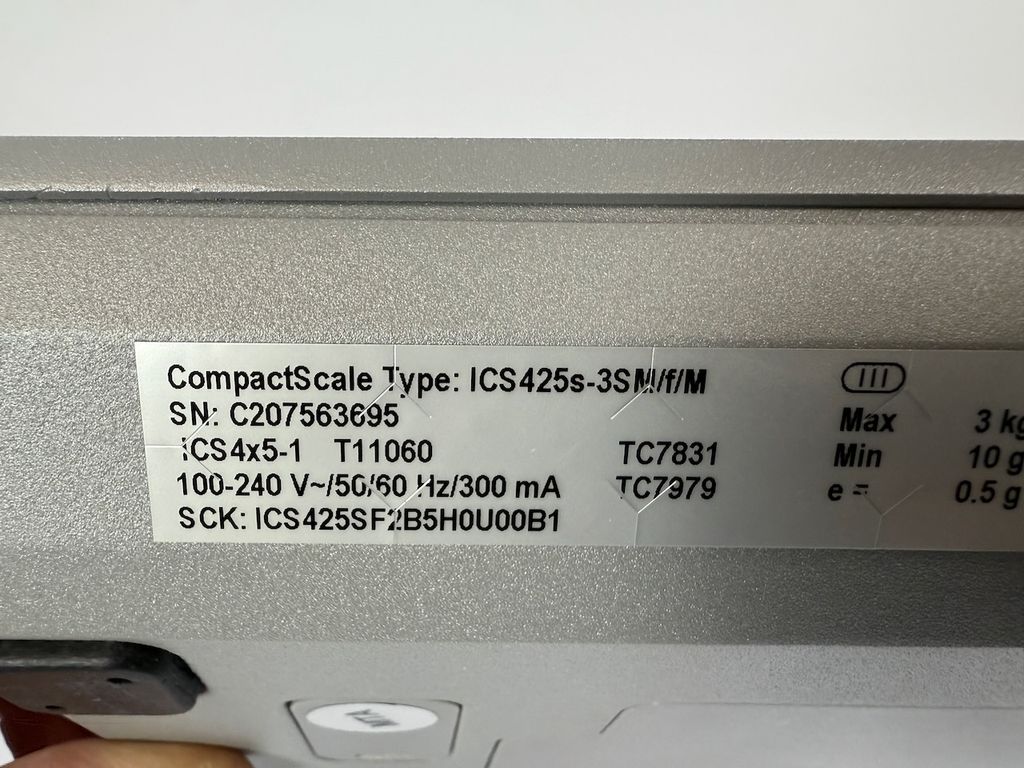 CompactScale Type: ICS425s-3SM/f/M
SN: C207563695
ICS4x5-1 T11060 TC7831
100-240 V~/50/60 Hz/300 mA TC7979
SCK: ICS425SF2B5H0U00B1
III
Max 3 kg
Min 10 g
e = 0.5 g
MTA